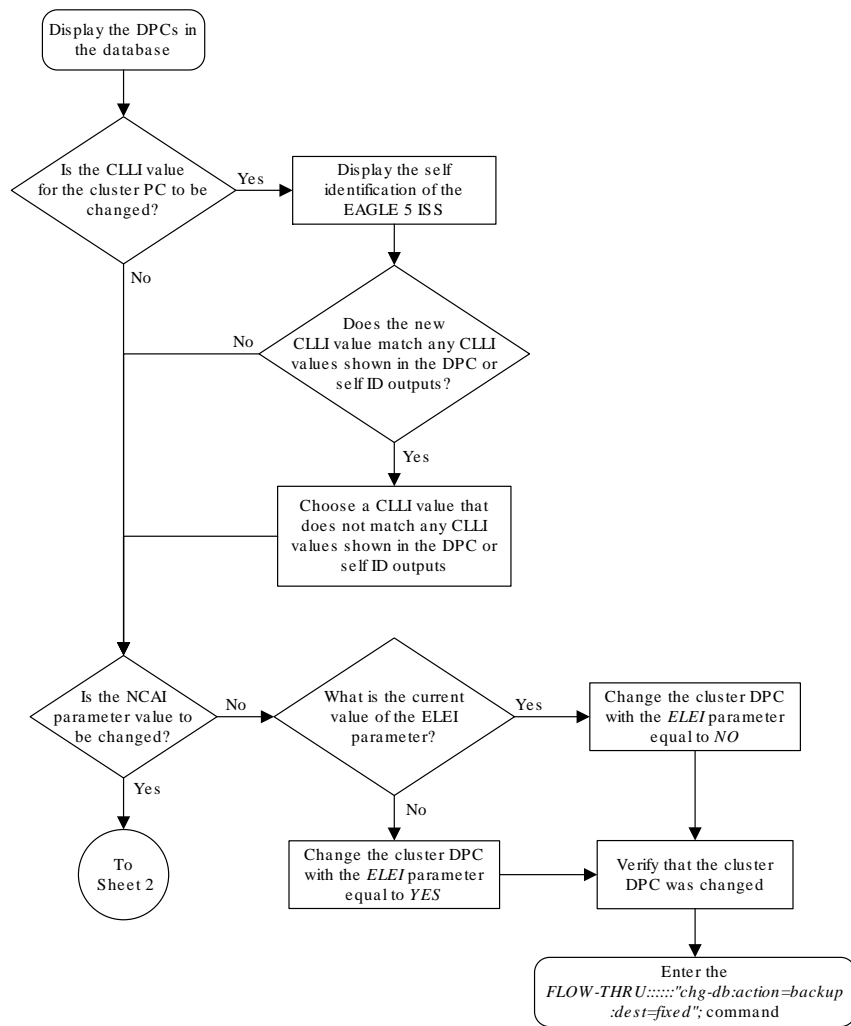 Display the DPCs in
the database
Is the CLLI value
for the cluster PC to be
changed?
Yes
Display the self
identification of the
EAGLE 5 ISS
No
Does the new
CLLI value match any CLLI
values shown in the DPC or
self ID outputs?
No
Yes
Choose a CLLI value that
does not match any CLLI
values shown in the DPC or
self ID outputs
Is the NCAI
parameter value to
be changed?
No
What is the current
value of the ELEI
parameter?
Yes
Change the cluster DPC
with the ELEI parameter
equal to NO
Yes
No
To
Sheet 2
Change the cluster DPC
with the ELEI parameter
equal to YES
Verify that the cluster
DPC was changed
Enter the
FLOW-THRU::::::"chg-db:action=backup
:dest=fixed"; command